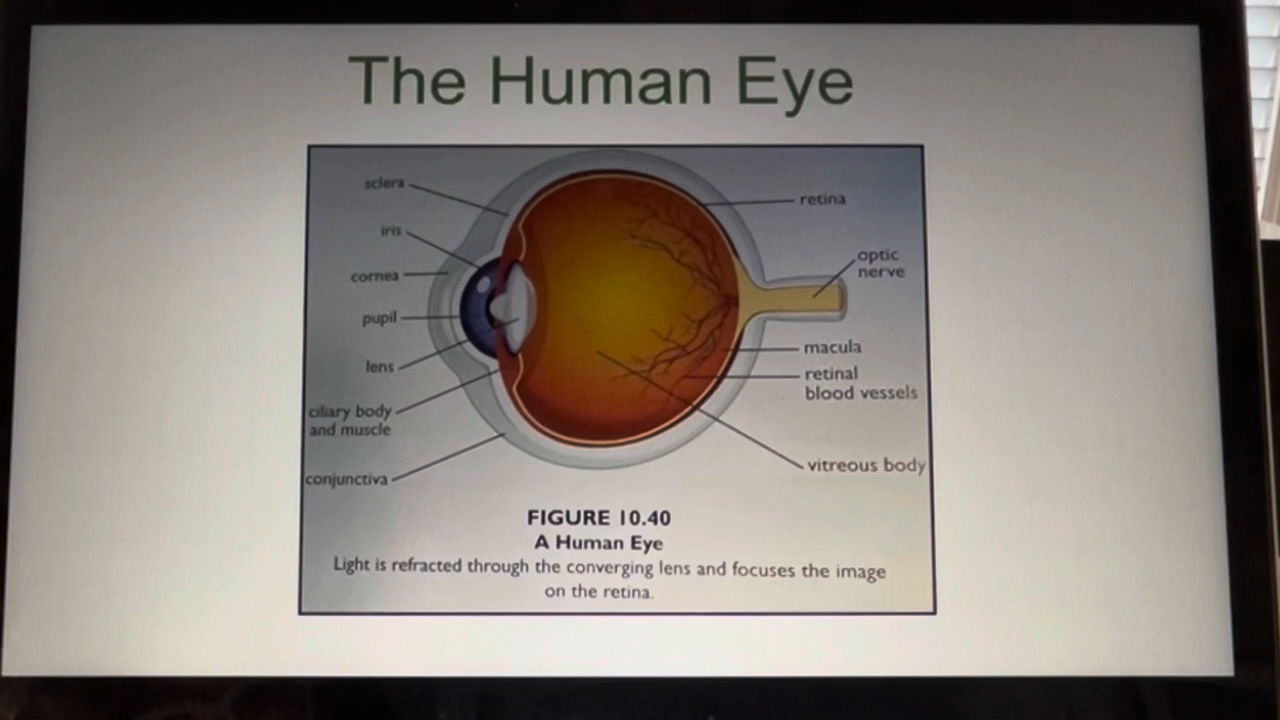 The Human Eye
sclera
iris
cornea
pupil
lens
ciliary body
and muscle
conjunctiva
retina
optic
nerve
macula
retinal
blood vessels
vitreous body
FIGURE 10.40
A Human Eye
Light is refracted through the converging lens and focuses the image
on the retina.